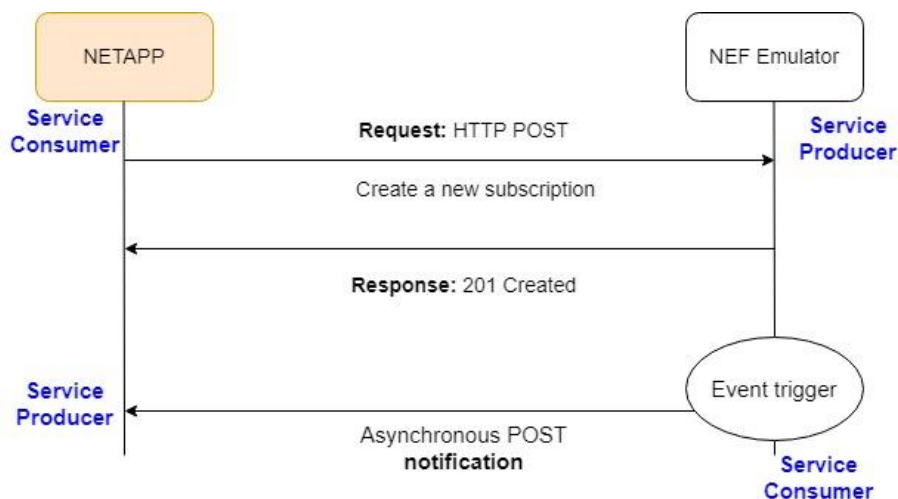 NETAPP
NEF Emulator
Service
Consumer
Request: HTTP POST
Service
Producer
Create a new subscription
Response: 201 Created
Service
Producer
Event trigger
Asynchronous POST
notification
Service
Consumer